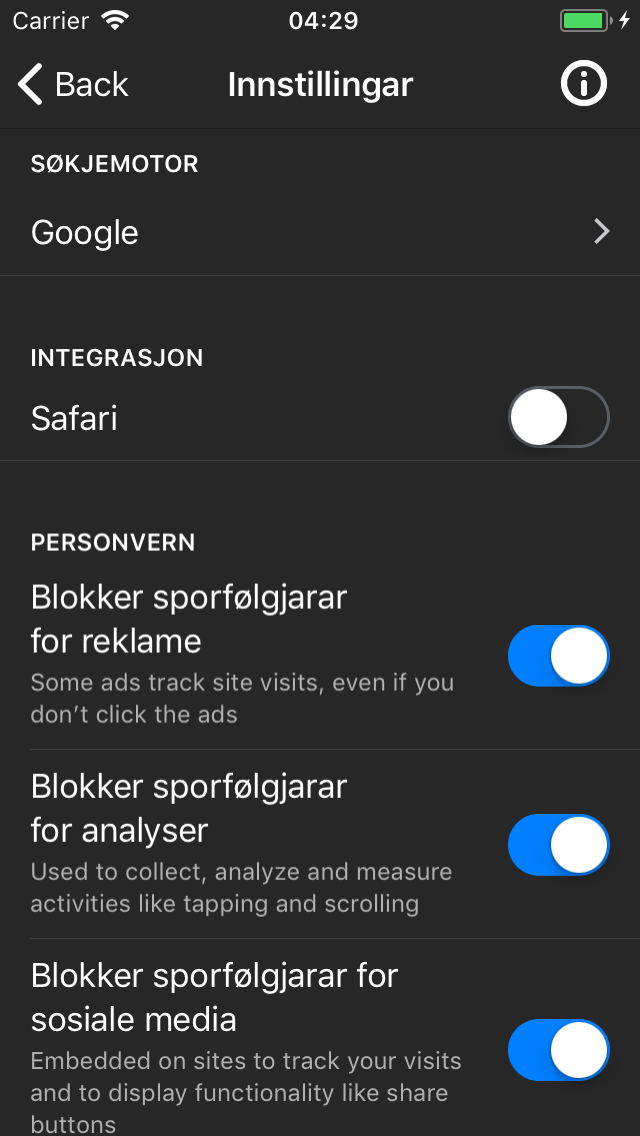 Carrier
04:29
Back
Innstillingar
SØKJEMOTOR
Google
INTEGRASJON
Safari
PERSONVERN
Blokker sporfølgjarar
for reklame
Some ads track site visits, even if you
don’t click the ads
Blokker sporfølgjarar
for analyser
Used to collect, analyze and measure
activities like tapping and scrolling
Blokker sporfølgjarar for
sosiale media
Embedded on sites to track your visits
and to display functionality like share
buttons